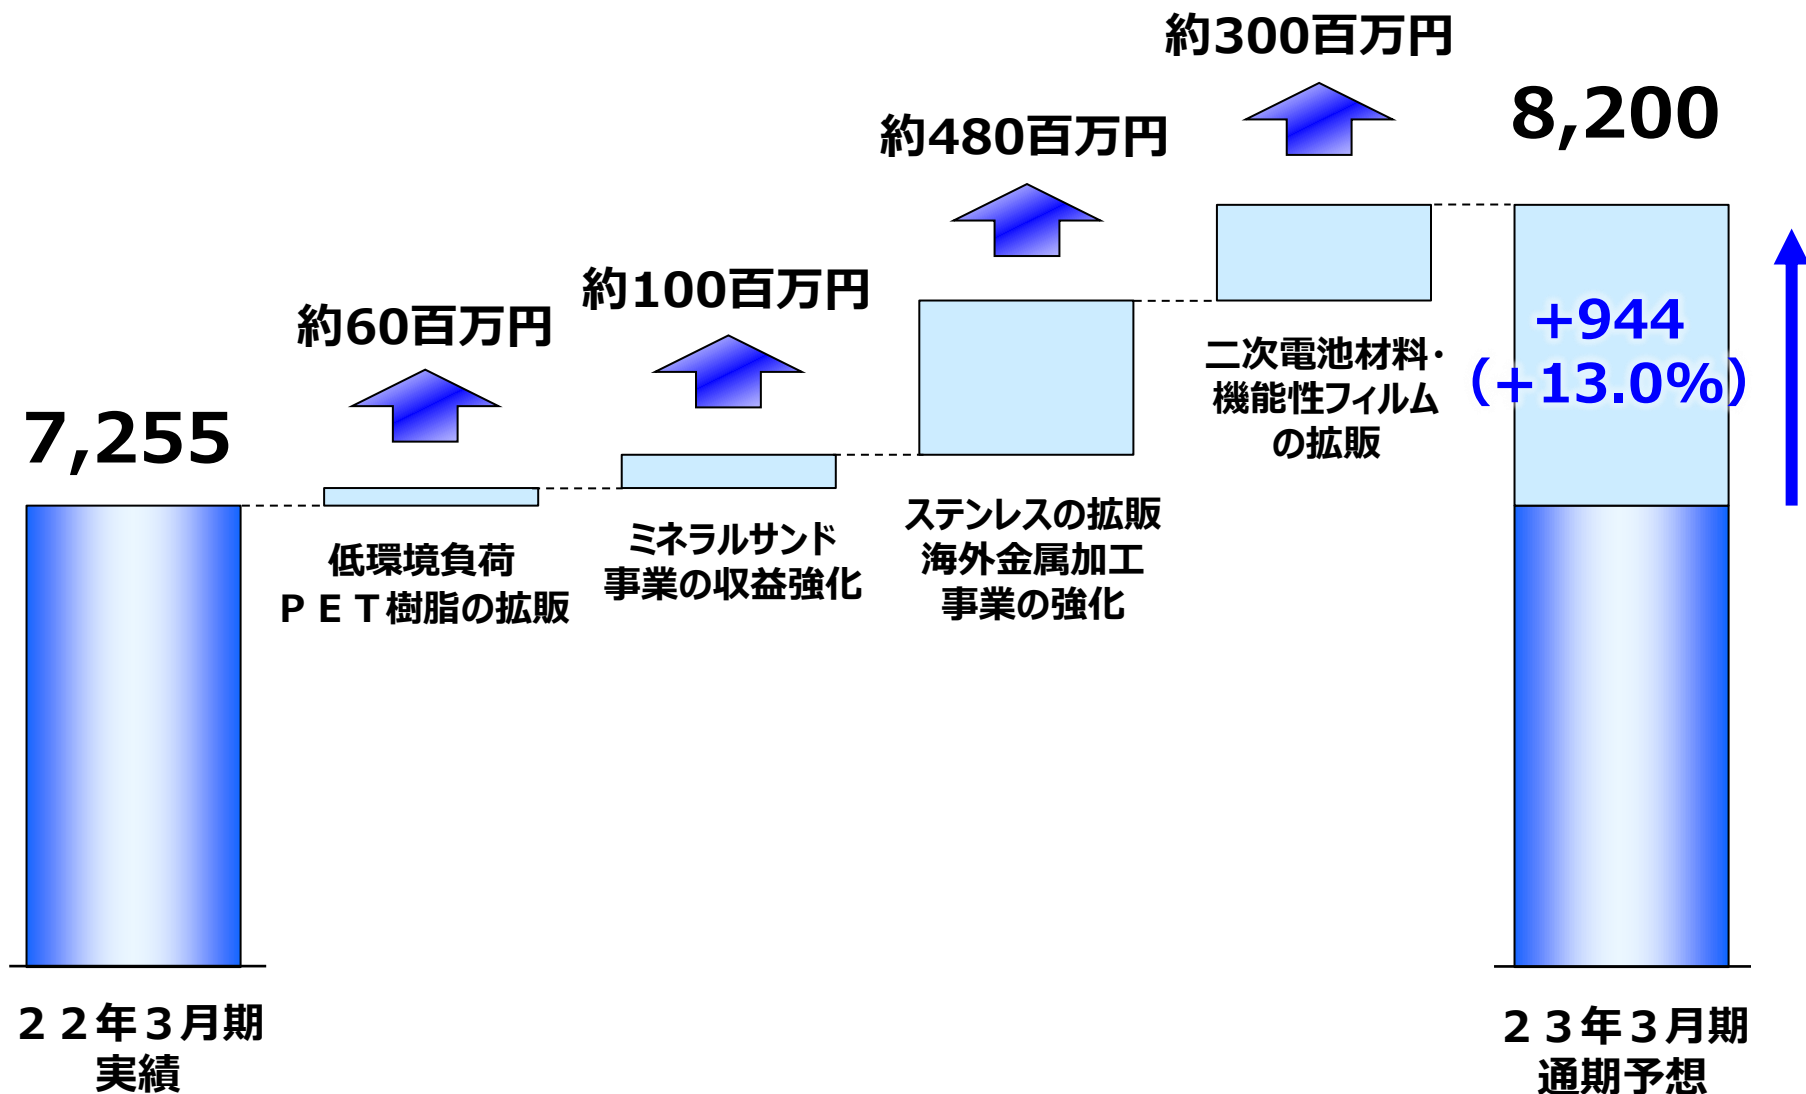 約300百万円
8,200
約480百万円
約100百万円
約60百万円
7,255
+944
(+13.0%)
二次電池材料・
機能性フィルム
の拡販
ステンレスの拡販
海外金属加工
事業の強化
ミネラルサンド
事業の収益強化
低環境負荷
ＰＥＴ樹脂の拡販
２２年３月期
実績
２３年３月期
通期予想